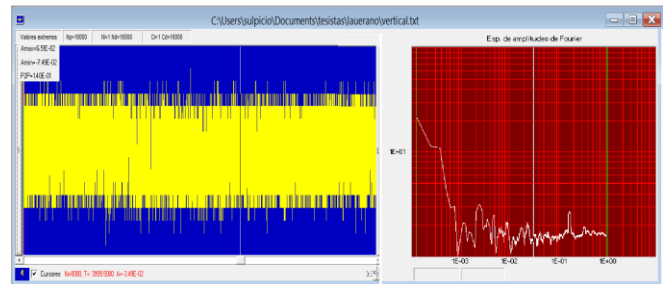 C:\Users\sulpicio\Documents\tesistas\lauerano\vertical.txt
Valores extremos Np=16000 Ni=1 Nd=16000 Ci=1 Cd=16000
Amax=6.51E-02
Amin=-7.49E-02
P2P=1.40E-01
Esp. de amplitudes de Fourier
1E+01
1E-03 1E-02 1E-01 1E+00
Cursores N=8000, T= 3999.5000 A=-3.49E-02